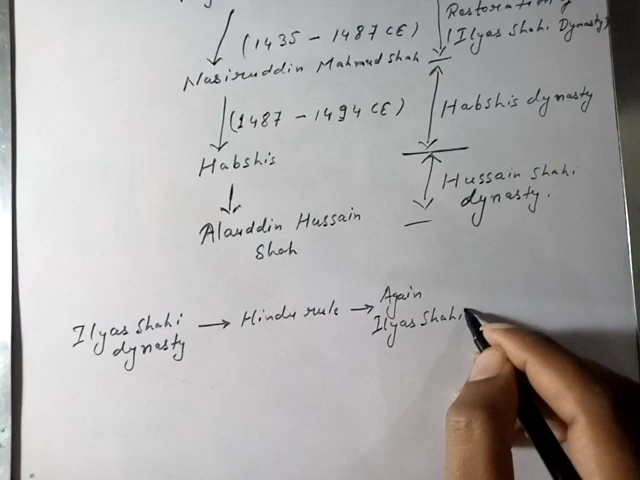 Restoration of
(1435 - 1487 CE)
(Ilyas Shahi Dynasty)
Nasiruddin Mahmud Shah
(1487 - 1494 CE)
Habshis dynasty
Habshis
Hussain Shahi
dynasty.
Alauddin Hussain
Shah
Again
Ilyas Shahi → Hindu rule → Ilyas Shahi
dynasty